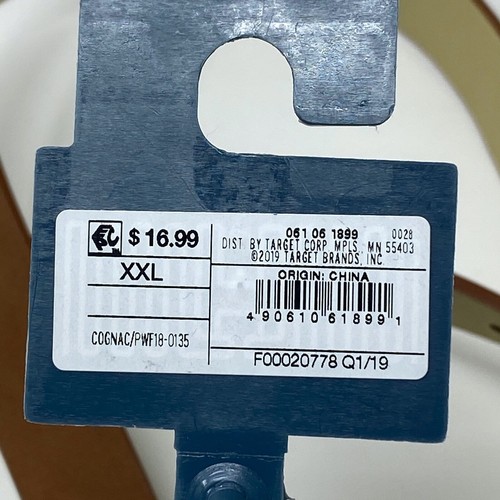 $ 16.99
XXL
COGNAC/PWF18-0135
061 06 1899 0028
DIST. BY TARGET CORP. MPLS, MN 55403
©2019 TARGET BRANDS, INC.
ORIGIN: CHINA
4 90610 61899 1
F00020778 Q1/19